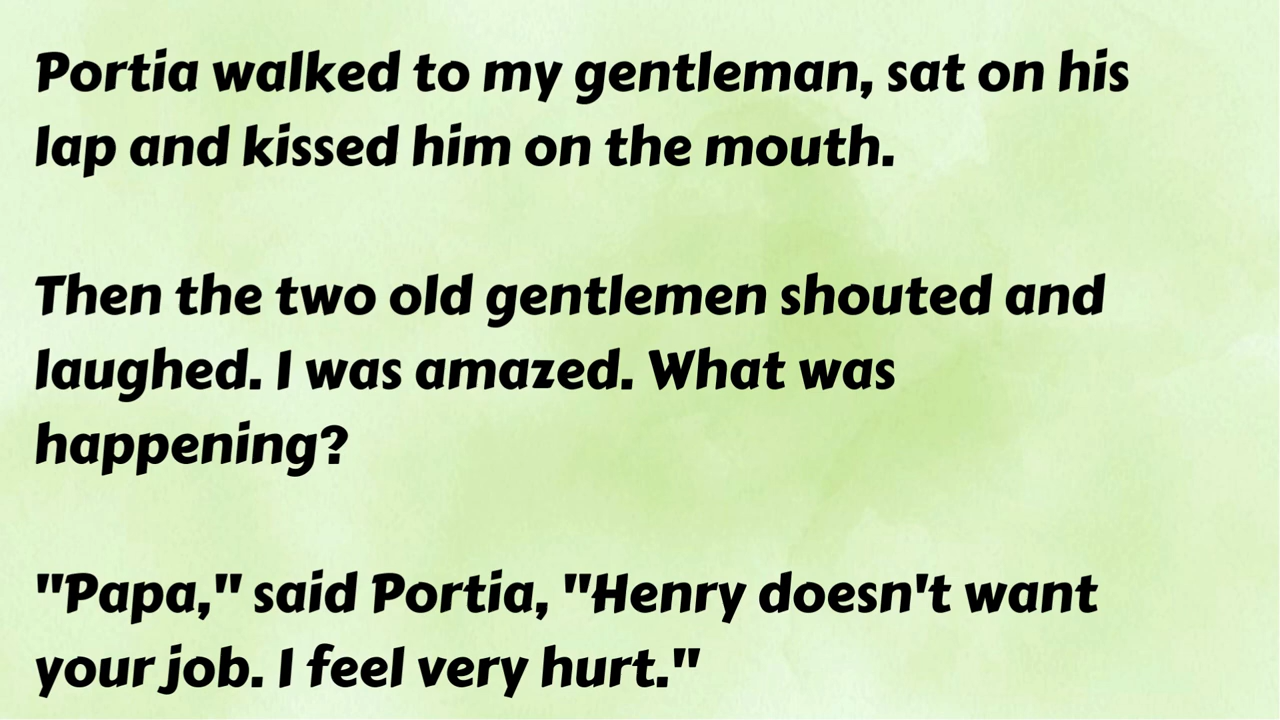 Portia walked to my gentleman, sat on his
lap and kissed him on the mouth.
Then the two old gentlemen shouted and
laughed. I was amazed. What was
happening?
"Papa," said Portia, "Henry doesn't want
your job. I feel very hurt."